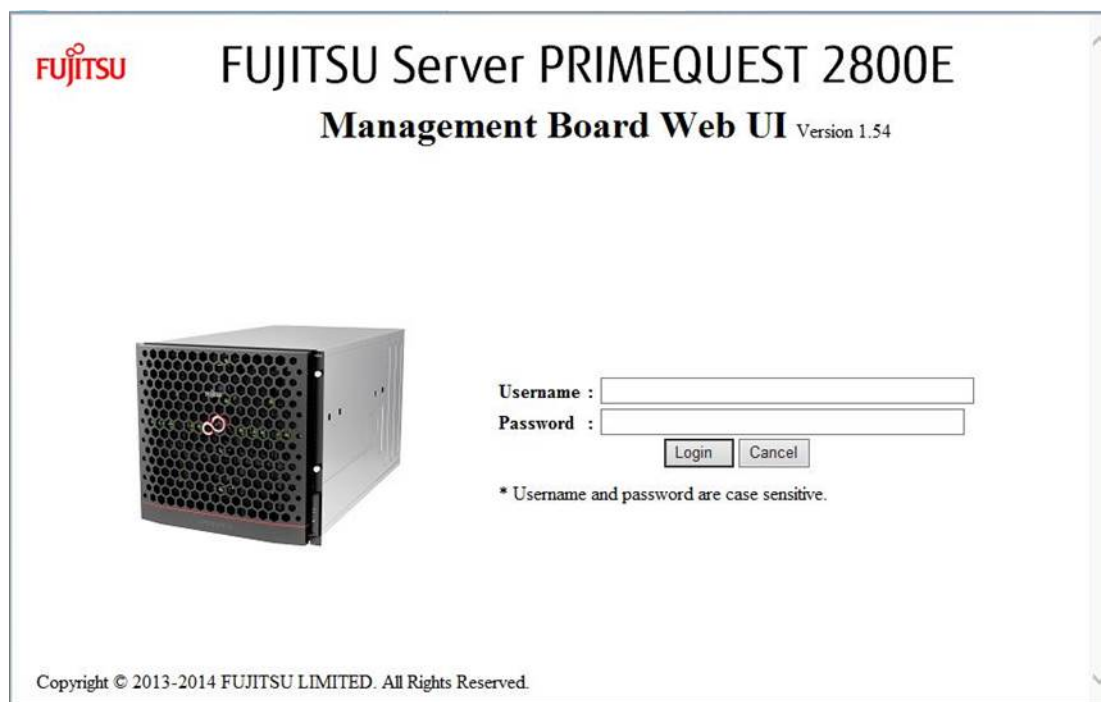 FUJITSU
FUJITSU Server PRIMEQUEST 2800E
Management Board Web UI Version 1.54
Username :
Password :
Login Cancel
* Username and password are case sensitive.
Copyright © 2013-2014 FUJITSU LIMITED. All Rights Reserved.